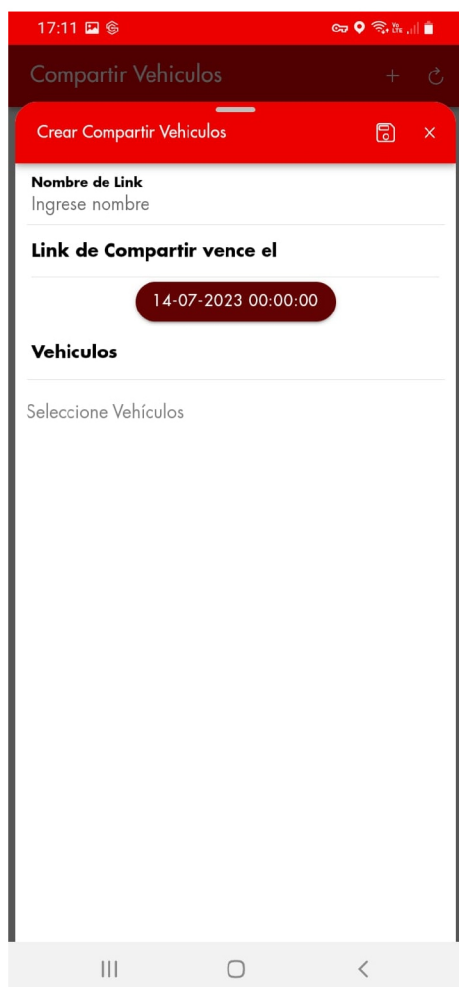 17:11
Compartir Vehiculos
Crear Compartir Vehiculos
Nombre de Link
Ingrese nombre
Link de Compartir vence el
14-07-2023 00:00:00
Vehiculos
Seleccione Vehículos